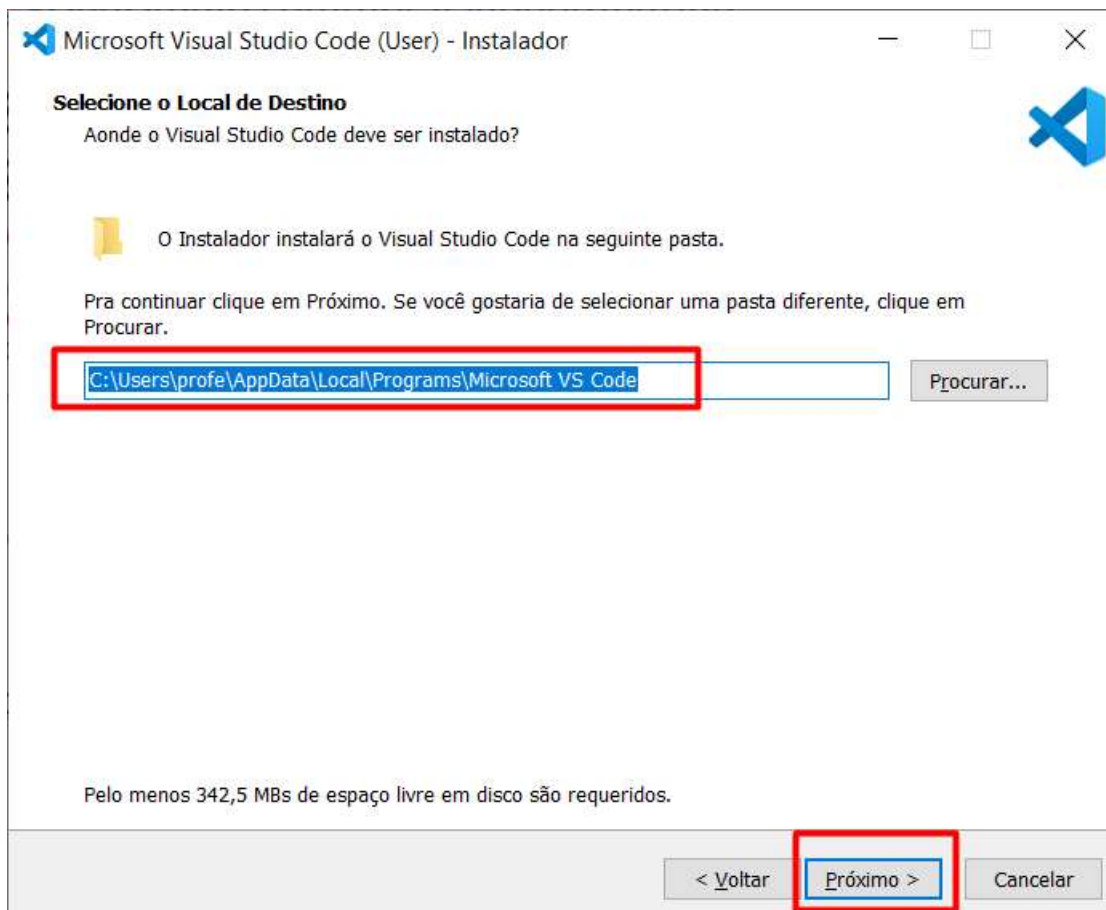 Microsoft Visual Studio Code (User) - Instalador
Selecione o Local de Destino
Aonde o Visual Studio Code deve ser instalado?
O Instalador instalará o Visual Studio Code na seguinte pasta.
Pra continuar clique em Próximo. Se você gostaria de selecionar uma pasta diferente, clique em
Procurar.
C:\Users\profe\AppData\Local\Programs\Microsoft VS Code
Procurar...
Pelo menos 342,5 MBs de espaço livre em disco são requeridos.
< Voltar
Próximo >
Cancelar